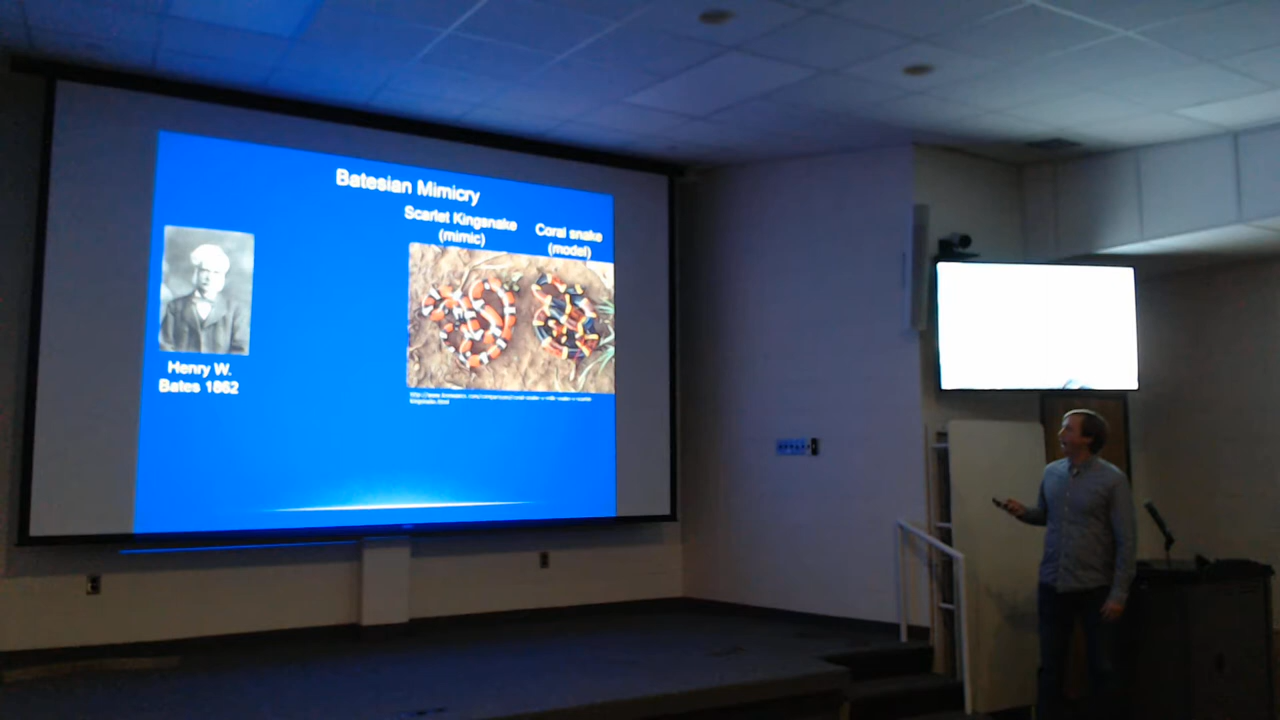 Batesian Mimicry
Scarlet Kingsnake
(mimic)
Coral snake
(model)
Henry W.
Bates 1862